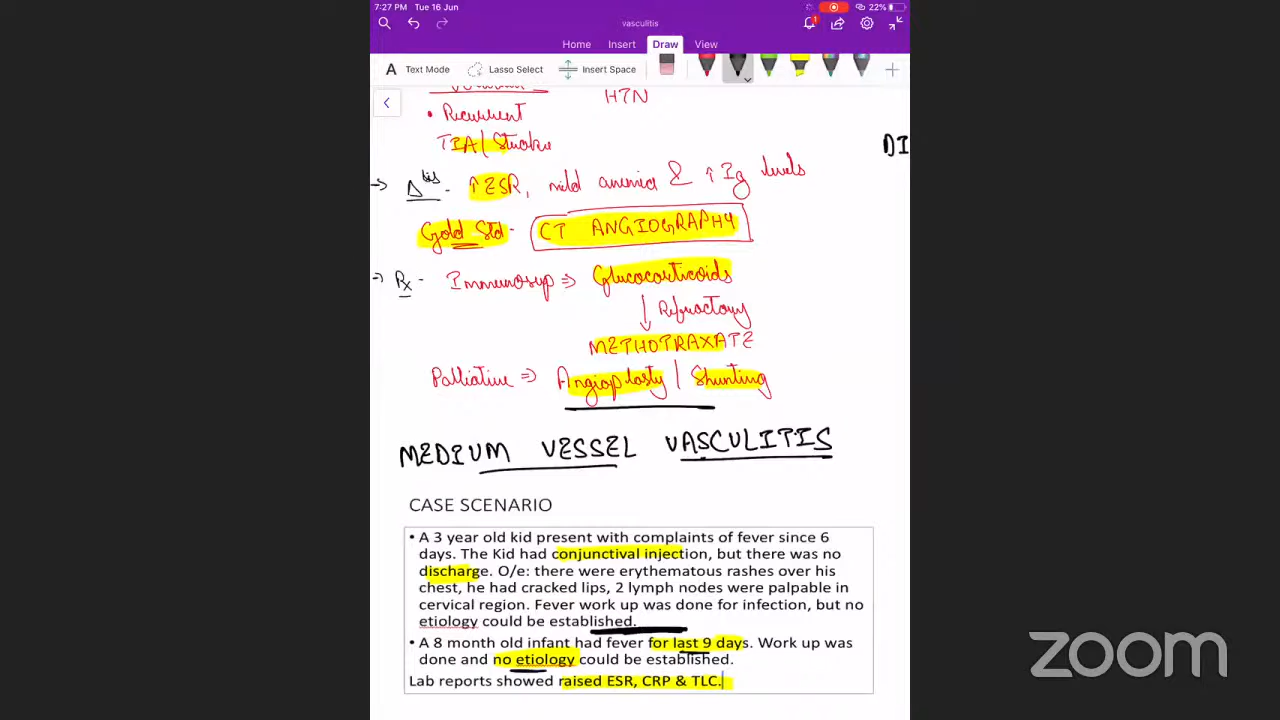 7:27 PM Tue 16 Jun
22%
vasculitis
Home Insert Draw View
A Text Mode Lasso Select Insert Space
HTN
• Recurrent
TIA/Stroke
DI
→ Δsis - ↑ESR, mild anemia & ↑Ig levels
Gold Std - CT ANGIOGRAPHY
→ Rx - Immunosup ⇒ Glucocorticoids
↓ Refractory
METHOTRAXATE
Palliative ⇒ Angioplasty | Shunting
MEDIUM VESSEL VASCULITIS
CASE SCENARIO
• A 3 year old kid present with complaints of fever since 6
days. The Kid had conjunctival injection, but there was no
discharge. O/e: there were erythematous rashes over his
chest, he had cracked lips, 2 lymph nodes were palpable in
cervical region. Fever work up was done for infection, but no
etiology could be established.
• A 8 month old infant had fever for last 9 days. Work up was
done and no etiology could be established.
Lab reports showed raised ESR, CRP & TLC.
zoom